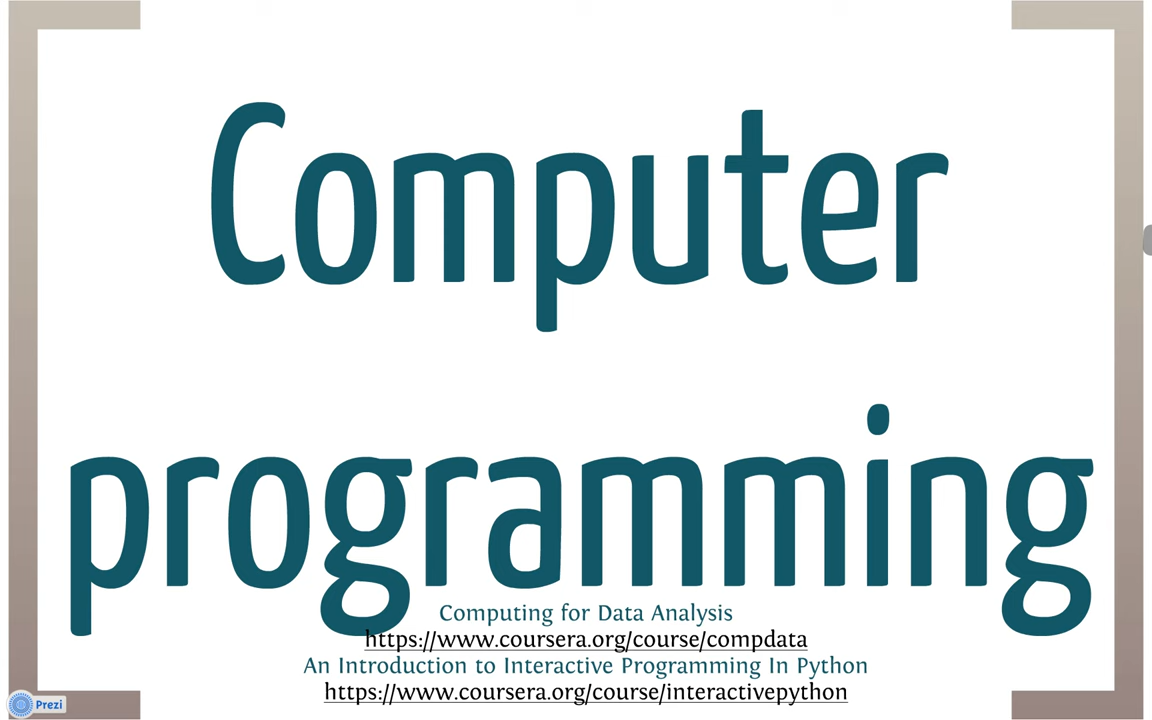 Computer
programming
Computing for Data Analysis
https://www.coursera.org/course/compdata
An Introduction to Interactive Programming In Python
https://www.coursera.org/course/interactivepython
Prezi